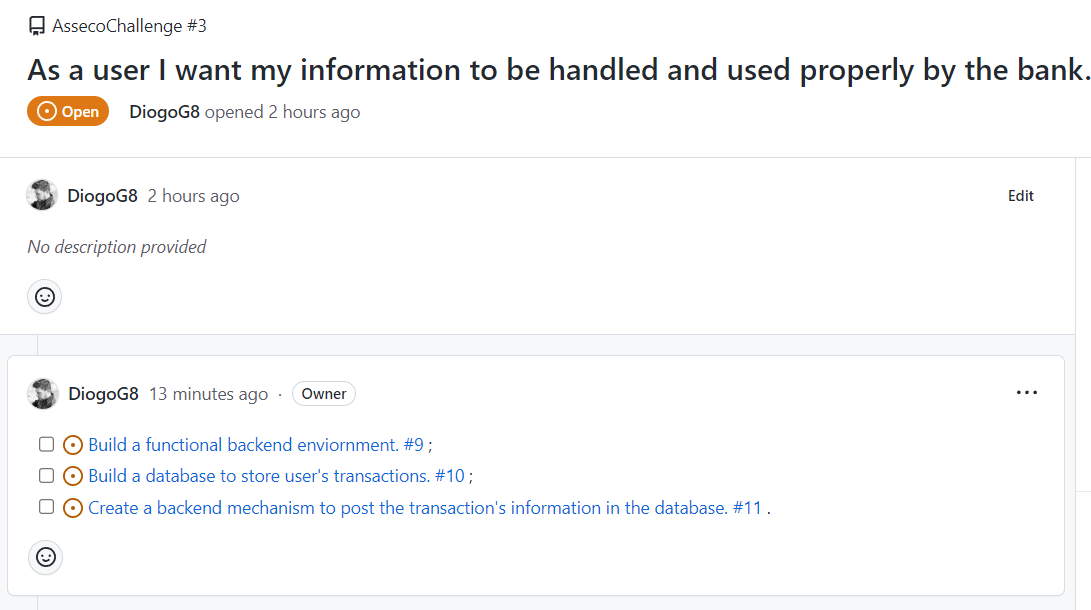 AssecoChallenge #3
As a user I want my information to be handled and used properly by the bank.
Open DiogoG8 opened 2 hours ago
DiogoG8 2 hours ago Edit
No description provided
DiogoG8 13 minutes ago · Owner ...
Build a functional backend enviornment. #9 ;
Build a database to store user's transactions. #10 ;
Create a backend mechanism to post the transaction's information in the database. #11 .